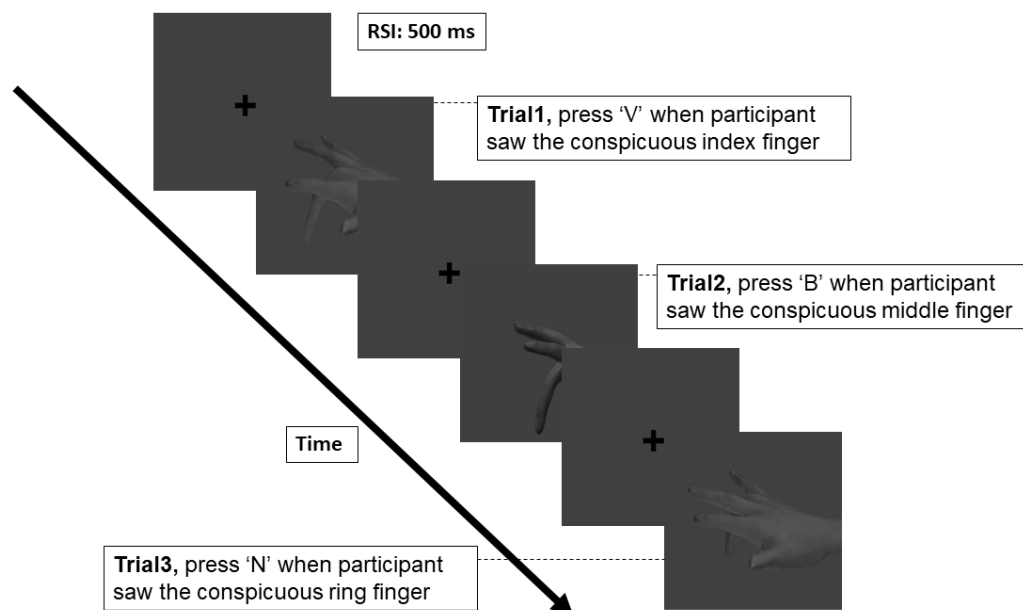 RSI: 500 ms
Trial1, press ‘V’ when participant
saw the conspicuous index finger
Trial2, press ‘B’ when participant
saw the conspicuous middle finger
Time
Trial3, press ‘N’ when participant
saw the conspicuous ring finger